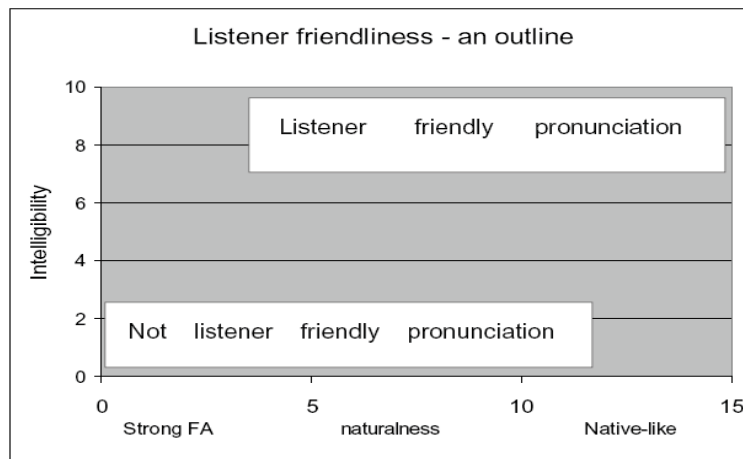 Listener friendliness - an outline
10
Listener friendly pronunciation
8
6
Intelligibility
4
2
Not listener friendly pronunciation
0
0 5 10 15
Strong FA naturalness Native-like